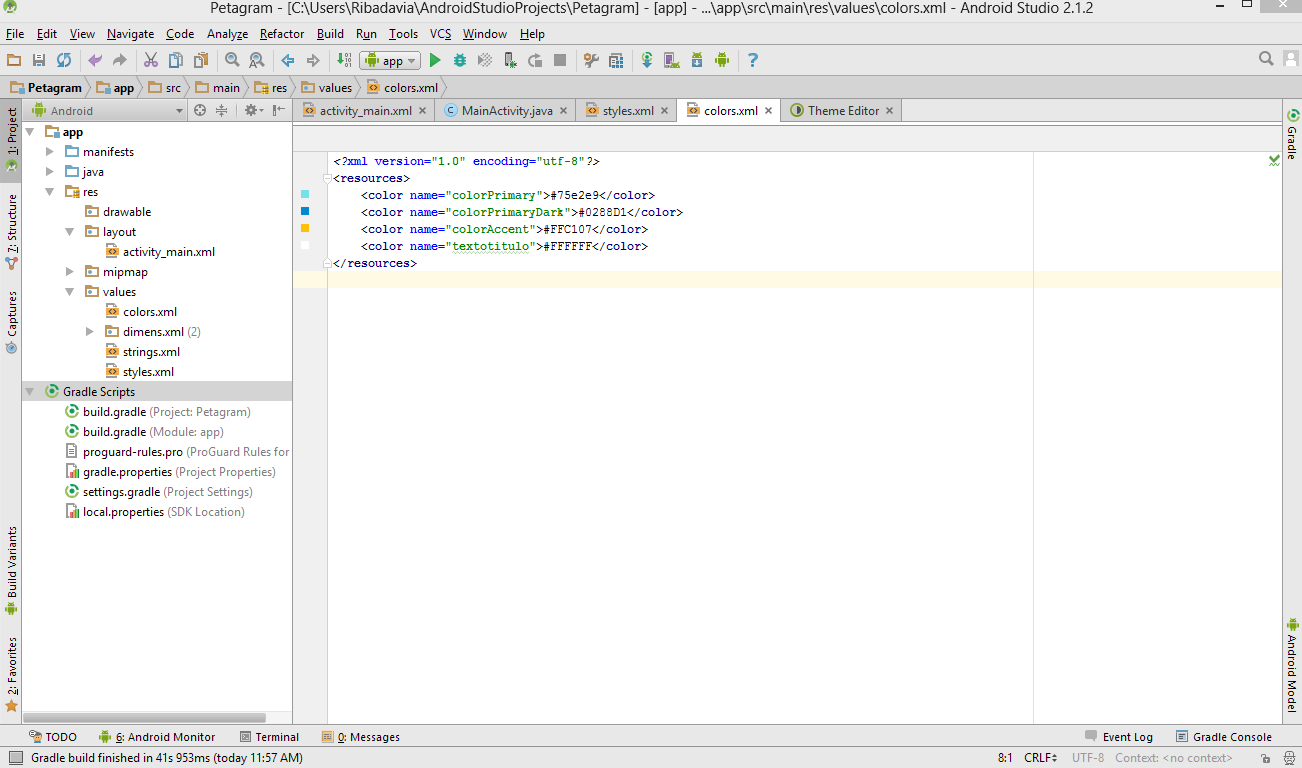 Petagram - [C:\Users\Ribadavia\AndroidStudioProjects\Petagram] - [app] - ...\app\src\main\res\values\colors.xml - Android Studio 2.1.2
File Edit View Navigate Code Analyze Refactor Build Run Tools VCS Window Help
app
Petagram app src main res values colors.xml
Android
activity_main.xml MainActivity.java styles.xml colors.xml Theme Editor
1: Project
7: Structure
Captures
Build Variants
2: Favorites
app
manifests
java
res
drawable
layout
activity_main.xml
mipmap
values
colors.xml
dimens.xml (2)
strings.xml
styles.xml
Gradle Scripts
build.gradle (Project: Petagram)
build.gradle (Module: app)
proguard-rules.pro (ProGuard Rules for
gradle.properties (Project Properties)
settings.gradle (Project Settings)
local.properties (SDK Location)
<?xml version="1.0" encoding="utf-8"?>
<resources>
<color name="colorPrimary">#75e2e9</color>
<color name="colorPrimaryDark">#0288D1</color>
<color name="colorAccent">#FFC107</color>
<color name="textotitulo">#FFFFFF</color>
</resources>
Gradle
Android Model
TODO 6: Android Monitor Terminal 0: Messages Event Log Gradle Console
Gradle build finished in 41s 953ms (today 11:57 AM) 8:1 CRLF UTF-8 Context: <no context>